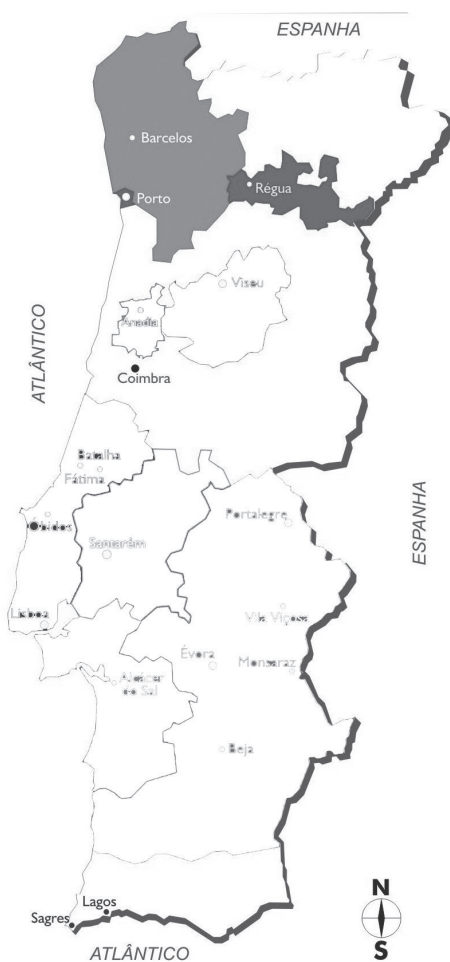 ESPANHA
Barcelos
Régua
Porto
Viseu
Anadia
ATLÂNTICO
Coimbra
Batalha
Fátima
ESPANHA
Portalegre
Óbidos
Santarém
Lisboa
Vila Viçosa
Évora
Monsaraz
Alcácer
do Sal
Beja
N
Lagos
Sagres
S
ATLÂNTICO